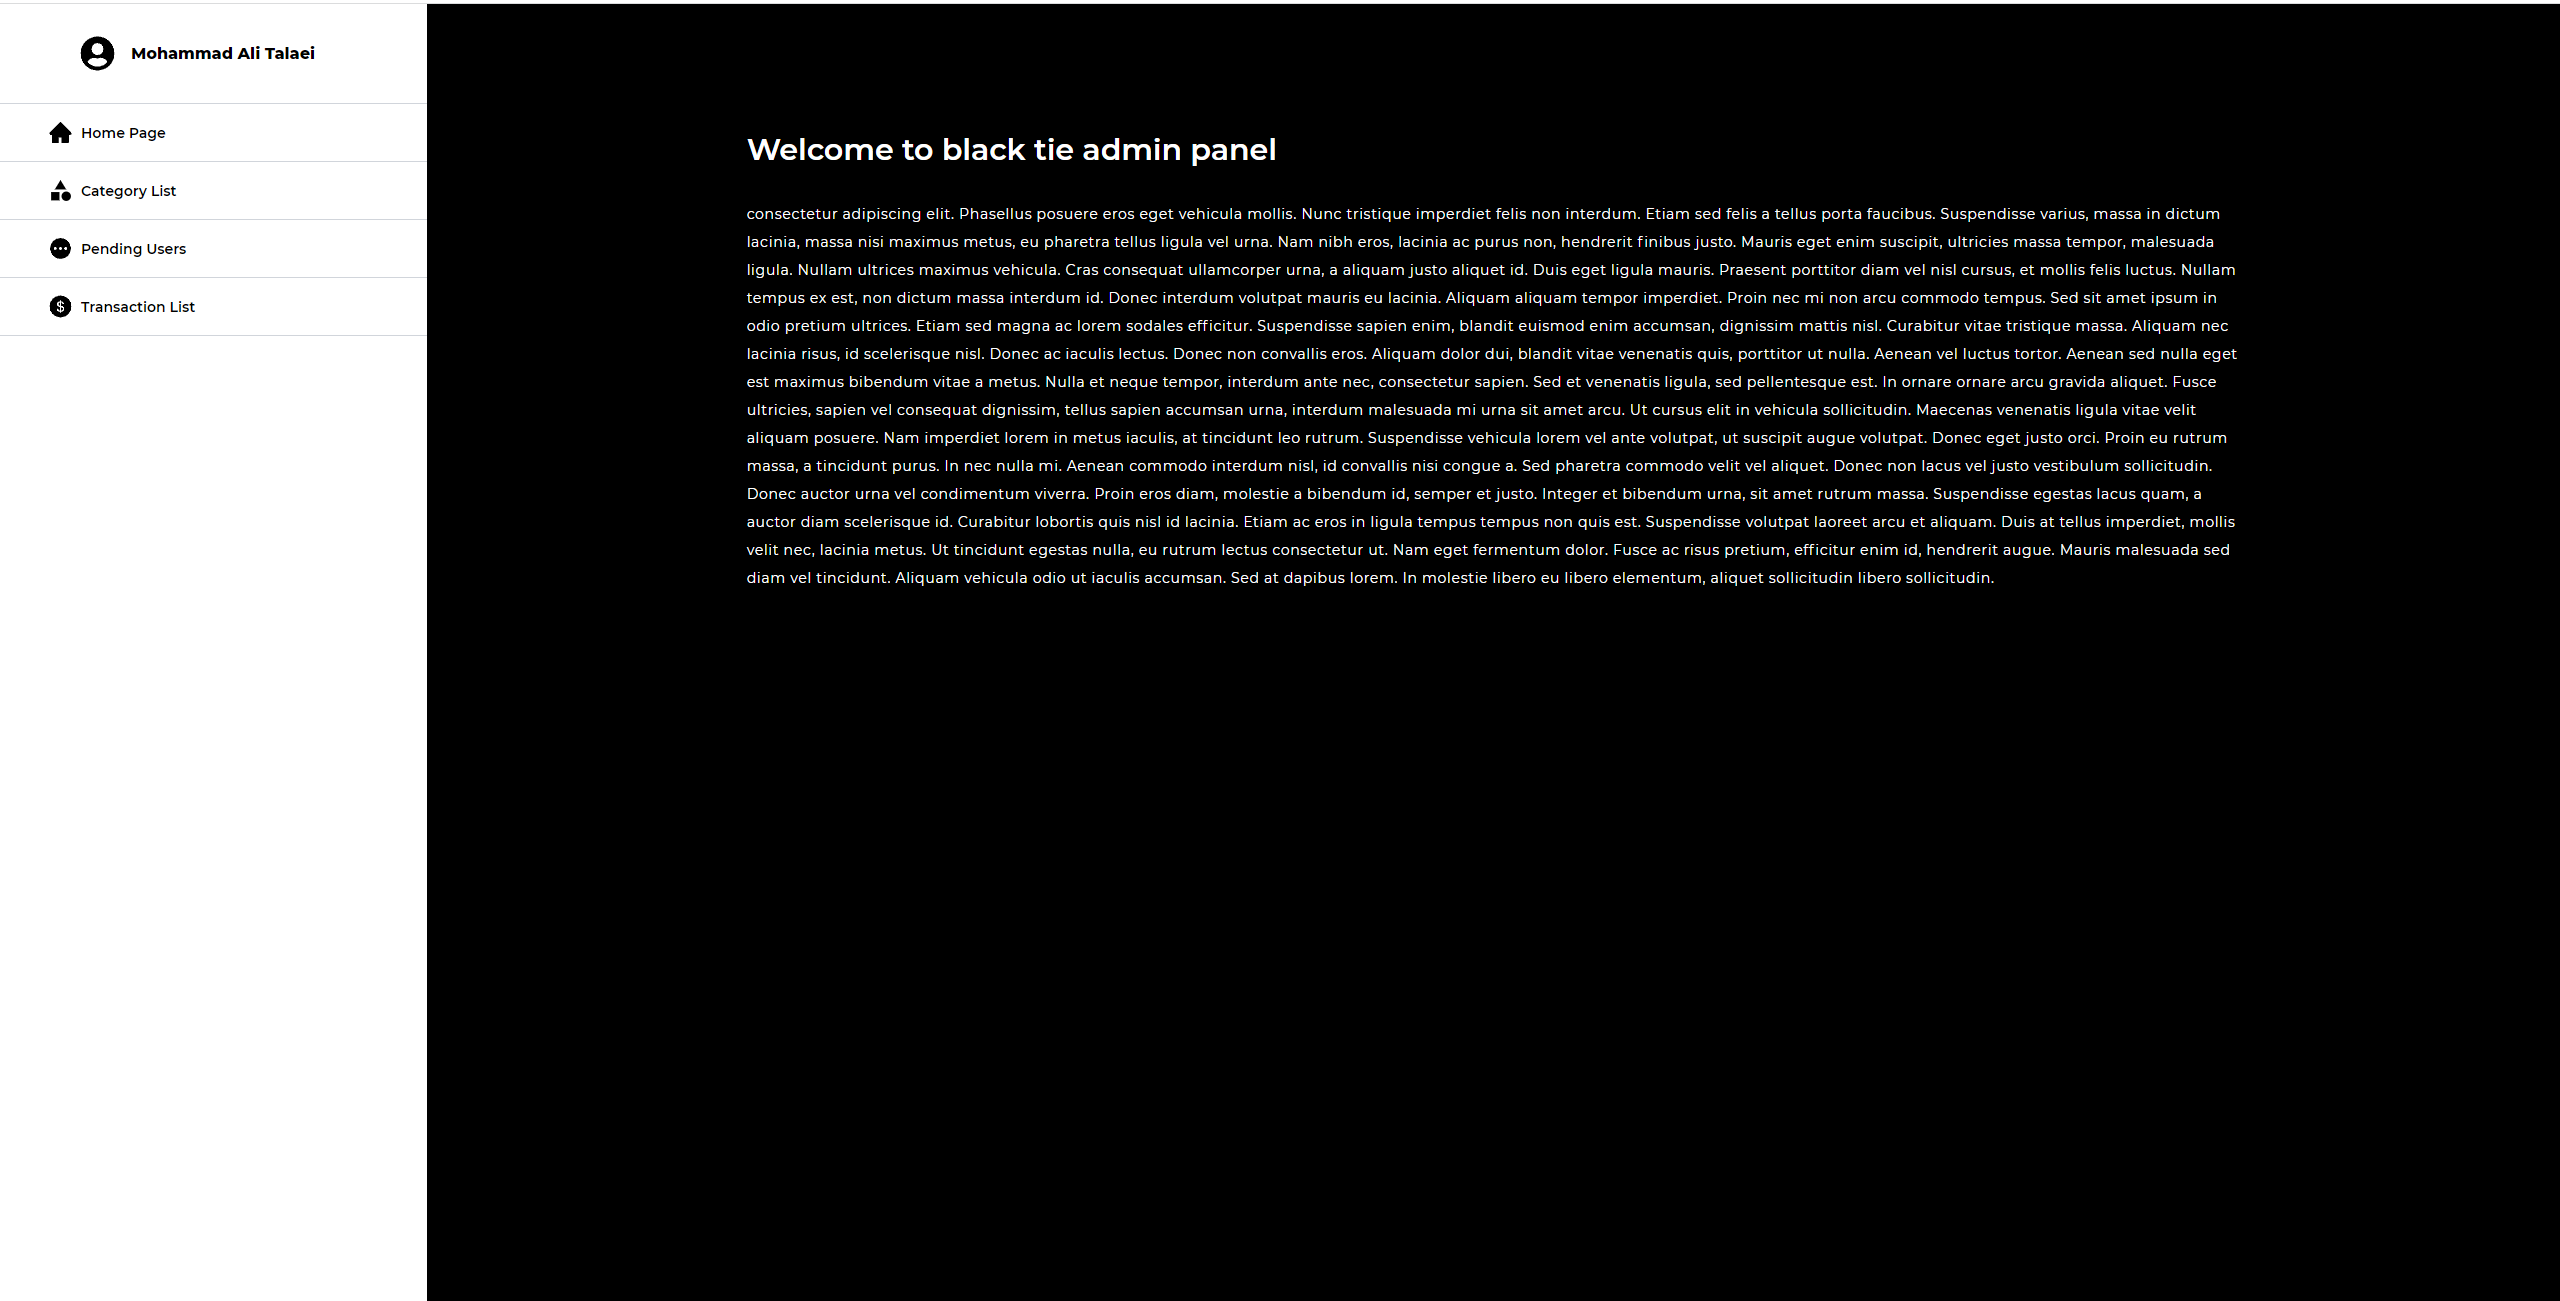 Mohammad Ali Talaei
Home Page
Category List
Pending Users
$ Transaction List
Welcome to black tie admin panel
consectetur adipiscing elit. Phasellus posuere eros eget vehicula mollis. Nunc tristique imperdiet felis non interdum. Etiam sed felis a tellus porta faucibus. Suspendisse varius, massa in dictum
lacinia, massa nisi maximus metus, eu pharetra tellus ligula vel urna. Nam nibh eros, lacinia ac purus non, hendrerit finibus justo. Mauris eget enim suscipit, ultricies massa tempor, malesuada
ligula. Nullam ultrices maximus vehicula. Cras consequat ullamcorper urna, a aliquam justo aliquet id. Duis eget ligula mauris. Praesent porttitor diam vel nisl cursus, et mollis felis luctus. Nullam
tempus ex est, non dictum massa interdum id. Donec interdum volutpat mauris eu lacinia. Aliquam aliquam tempor imperdiet. Proin nec mi non arcu commodo tempus. Sed sit amet ipsum in
odio pretium ultrices. Etiam sed magna ac lorem sodales efficitur. Suspendisse sapien enim, blandit euismod enim accumsan, dignissim mattis nisl. Curabitur vitae tristique massa. Aliquam nec
lacinia risus, id scelerisque nisl. Donec ac iaculis lectus. Donec non convallis eros. Aliquam dolor dui, blandit vitae venenatis quis, porttitor ut nulla. Aenean vel luctus tortor. Aenean sed nulla eget
est maximus bibendum vitae a metus. Nulla et neque tempor, interdum ante nec, consectetur sapien. Sed et venenatis ligula, sed pellentesque est. In ornare ornare arcu gravida aliquet. Fusce
ultricies, sapien vel consequat dignissim, tellus sapien accumsan urna, interdum malesuada mi urna sit amet arcu. Ut cursus elit in vehicula sollicitudin. Maecenas venenatis ligula vitae velit
aliquam posuere. Nam imperdiet lorem in metus iaculis, at tincidunt leo rutrum. Suspendisse vehicula lorem vel ante volutpat, ut suscipit augue volutpat. Donec eget justo orci. Proin eu rutrum
massa, a tincidunt purus. In nec nulla mi. Aenean commodo interdum nisl, id convallis nisi congue a. Sed pharetra commodo velit vel aliquet. Donec non lacus vel justo vestibulum sollicitudin.
Donec auctor urna vel condimentum viverra. Proin eros diam, molestie a bibendum id, semper et justo. Integer et bibendum urna, sit amet rutrum massa. Suspendisse egestas lacus quam, a
auctor diam scelerisque id. Curabitur lobortis quis nisl id lacinia. Etiam ac eros in ligula tempus tempus non quis est. Suspendisse volutpat laoreet arcu et aliquam. Duis at tellus imperdiet, mollis
velit nec, lacinia metus. Ut tincidunt egestas nulla, eu rutrum lectus consectetur ut. Nam eget fermentum dolor. Fusce ac risus pretium, efficitur enim id, hendrerit augue. Mauris malesuada sed
diam vel tincidunt. Aliquam vehicula odio ut iaculis accumsan. Sed at dapibus lorem. In molestie libero eu libero elementum, aliquet sollicitudin libero sollicitudin.